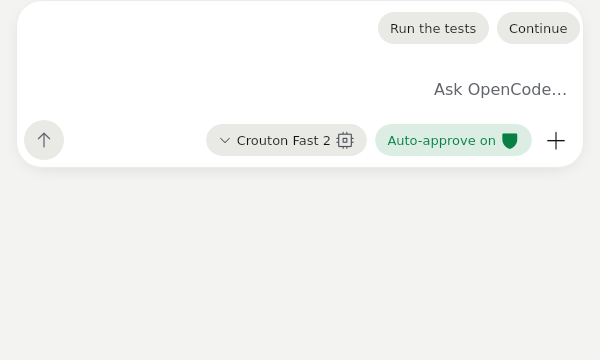 Run the tests
Continue
Ask OpenCode...
Crouton Fast 2
Auto-approve on